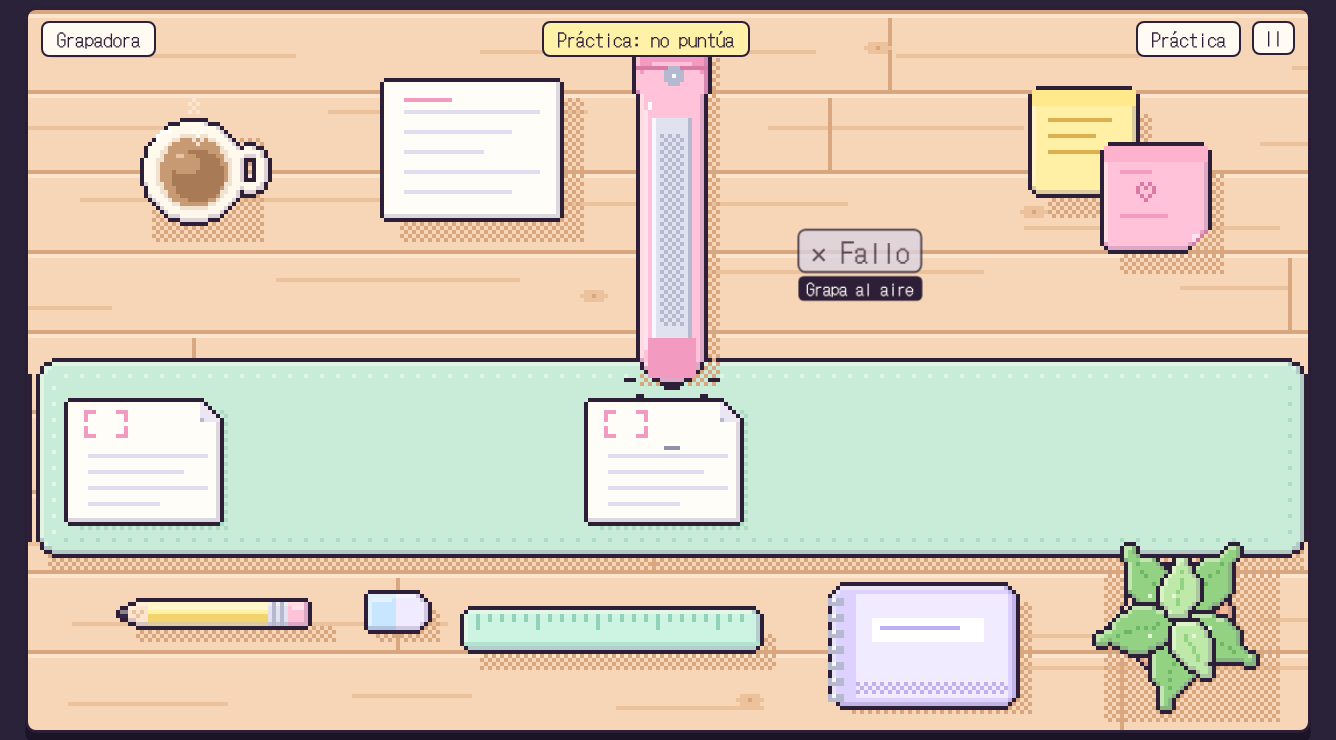 Grapadora
Práctica: no puntúa
Práctica
× Fallo
Grapa al aire